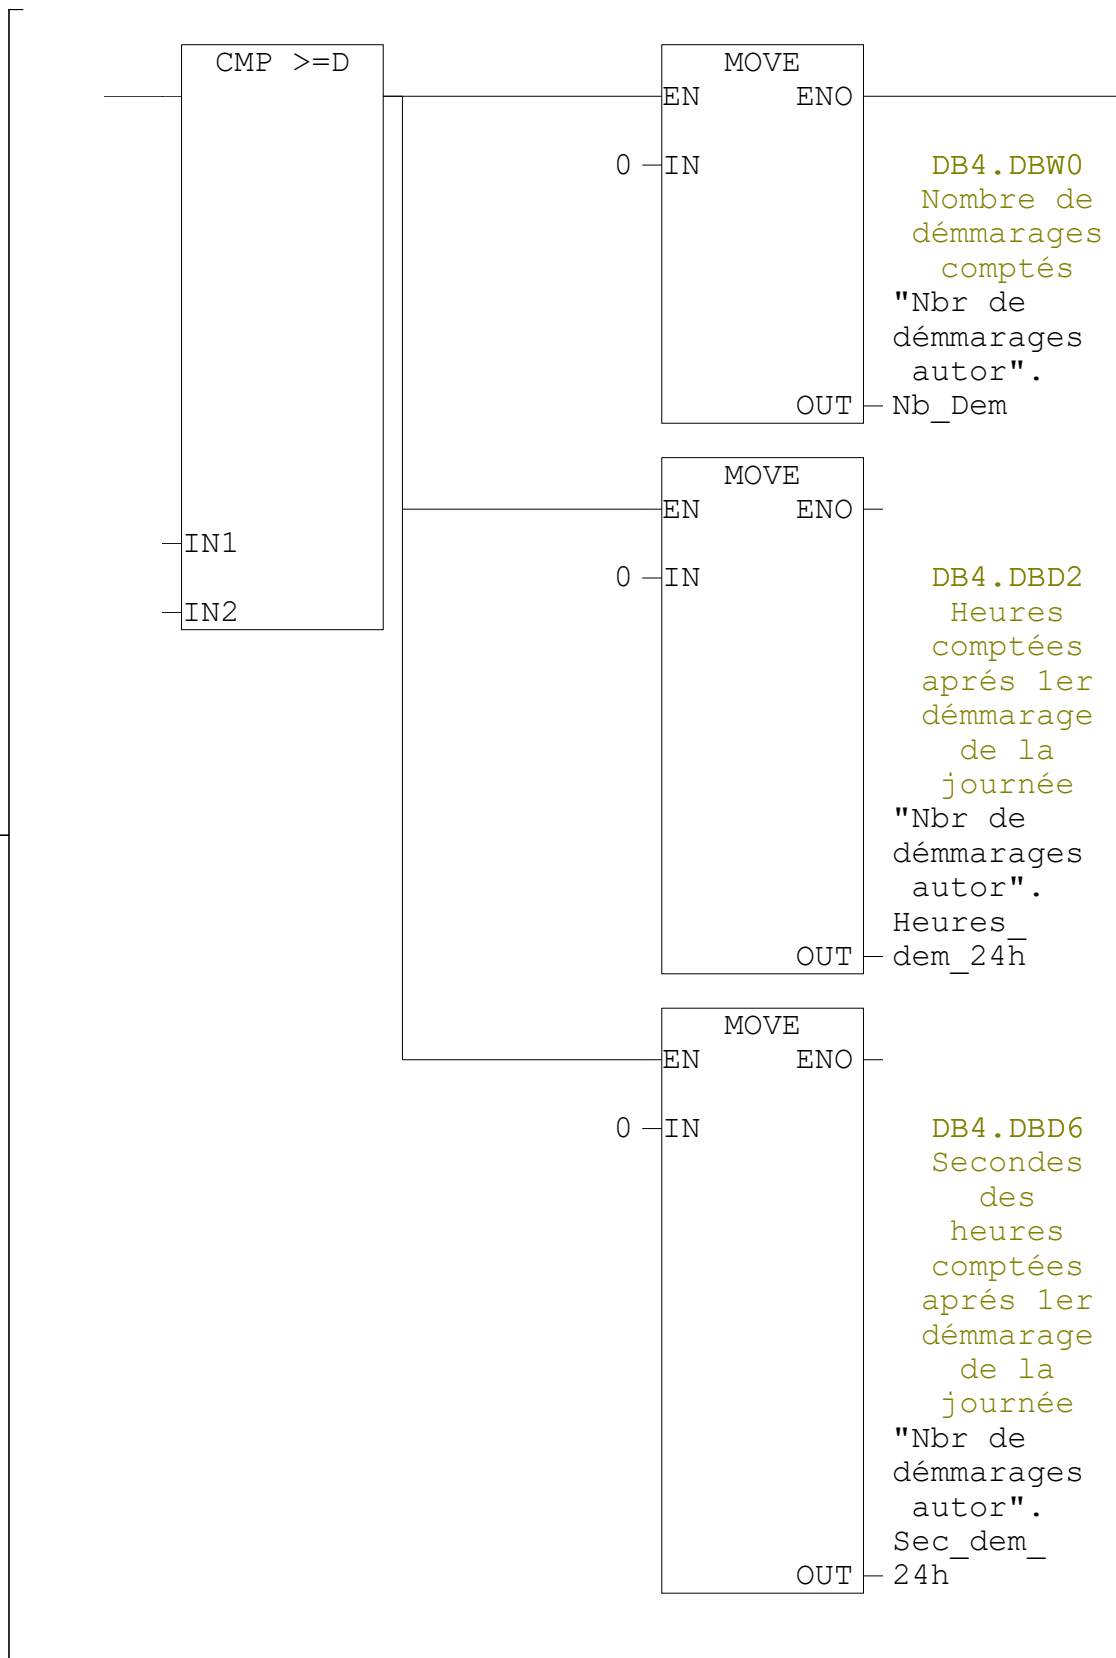 CMP >=D
IN1
IN2
MOVE
EN ENO
0 IN
DB4.DBW0
Nombre de
démmarages
comptés
"Nbr de
démmarages
autor".
OUT Nb_Dem
MOVE
EN ENO
0 IN
DB4.DBD2
Heures
comptées
aprés 1er
démmarage
de la
journée
"Nbr de
démmarages
autor".
Heures_
OUT dem_24h
MOVE
EN ENO
0 IN
DB4.DBD6
Secondes
des
heures
comptées
aprés 1er
démmarage
de la
journée
"Nbr de
démmarages
autor".
Sec_dem_
OUT 24h